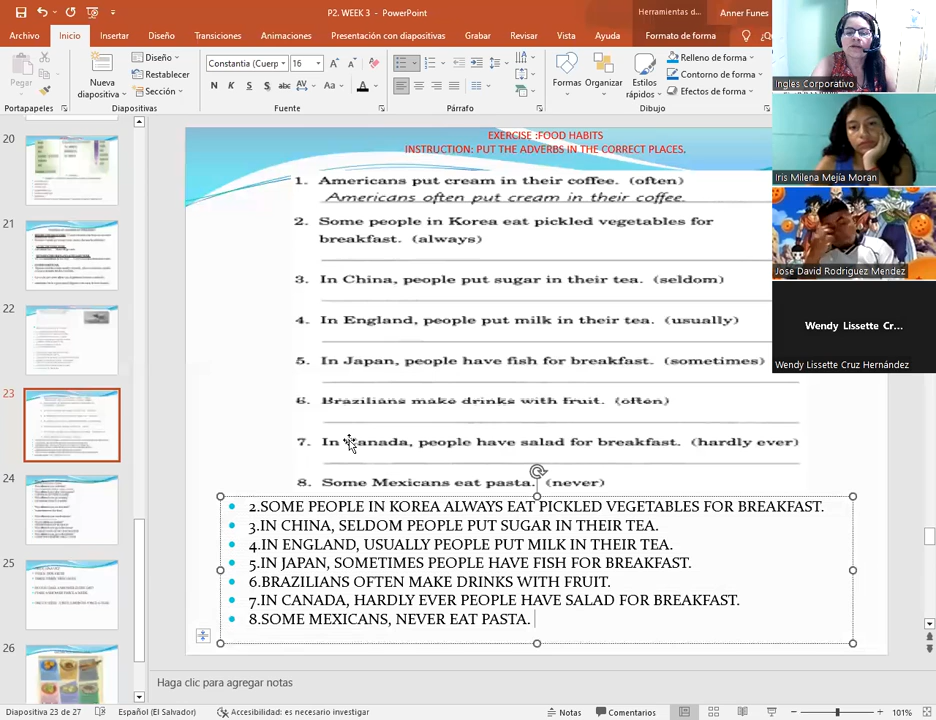 P2. WEEK 3 - PowerPoint
Herramientas d...
Anner Funes
Archivo
Inicio
Insertar
Diseño
Transiciones
Animaciones
Presentación con diapositivas
Grabar
Revisar
Vista
Ayuda
Formato de forma
Pegar
Nueva
diapositiva
Diseño
Restablecer
Sección
Constantia (Cuerp
16
N K S abc AV Aa A
Formas
Organizar
Estilos
rápidos
Relleno de forma
Contorno de forma
Efectos de forma
Portapapeles
Diapositivas
Fuente
Párrafo
Dibujo
Ingles Corporativo
Iris Milena Mejía Moran
Jose David Rodriguez Mendez
Wendy Lissette Cr...
Wendy Lissette Cruz Hernández
20
21
22
23
24
25
26
EXERCISE :FOOD HABITS
INSTRUCTION: PUT THE ADVERBS IN THE CORRECT PLACES.
1. Americans put cream in their coffee. (often)
Americans often put cream in their coffee.
2. Some people in Korea eat pickled vegetables for
breakfast. (always)
3. In China, people put sugar in their tea. (seldom)
4. In England, people put milk in their tea. (usually)
5. In Japan, people have fish for breakfast. (sometimes)
6. Brazilians make drinks with fruit. (often)
7. In Canada, people have salad for breakfast. (hardly ever)
8. Some Mexicans eat pasta. (never)
• 2.SOME PEOPLE IN KOREA ALWAYS EAT PICKLED VEGETABLES FOR BREAKFAST.
• 3.IN CHINA, SELDOM PEOPLE PUT SUGAR IN THEIR TEA.
• 4.IN ENGLAND, USUALLY PEOPLE PUT MILK IN THEIR TEA.
• 5.IN JAPAN, SOMETIMES PEOPLE HAVE FISH FOR BREAKFAST.
• 6.BRAZILIANS OFTEN MAKE DRINKS WITH FRUIT.
• 7.IN CANADA, HARDLY EVER PEOPLE HAVE SALAD FOR BREAKFAST.
• 8.SOME MEXICANS, NEVER EAT PASTA.
Haga clic para agregar notas
Diapositiva 23 de 27
Español (El Salvador)
Accesibilidad: es necesario investigar
Notas
Comentarios
101%